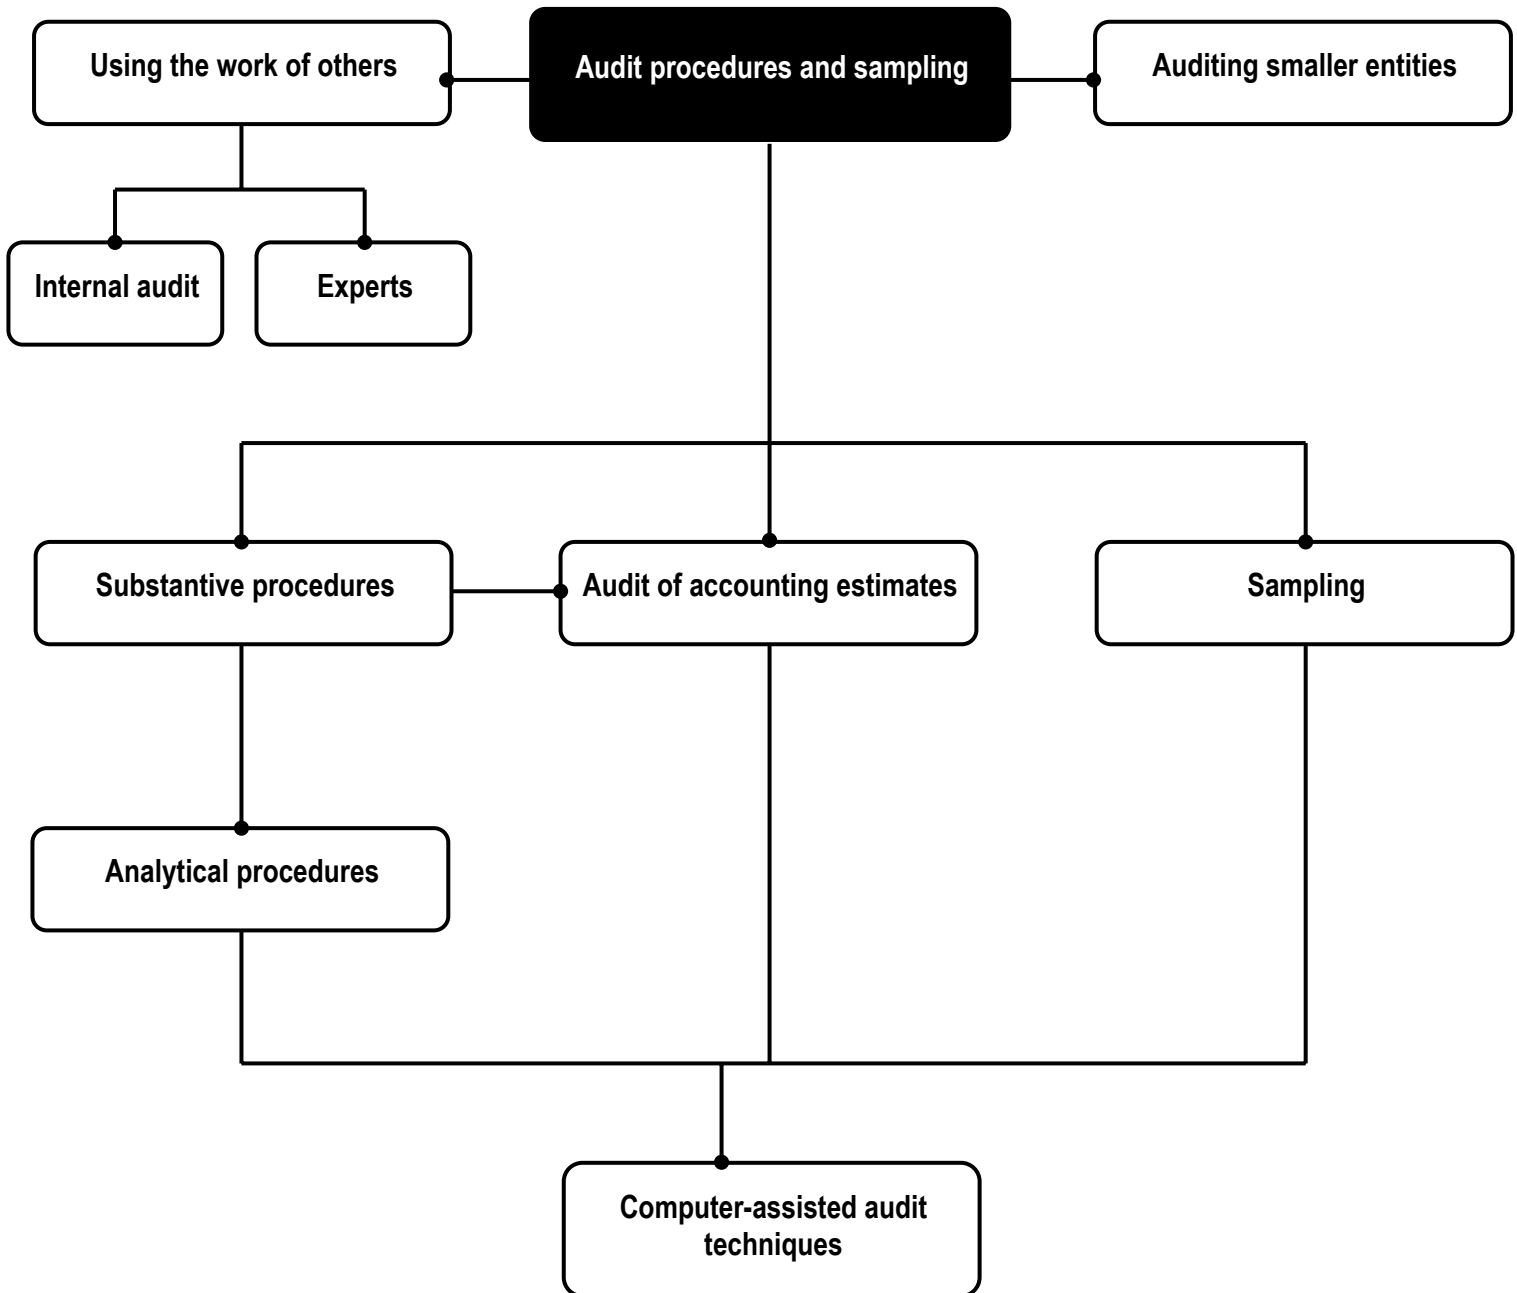 Using the work of others
Audit procedures and sampling
Auditing smaller entities
Internal audit
Experts
Substantive procedures
Audit of accounting estimates
Sampling
Analytical procedures
Computer-assisted audit
techniques